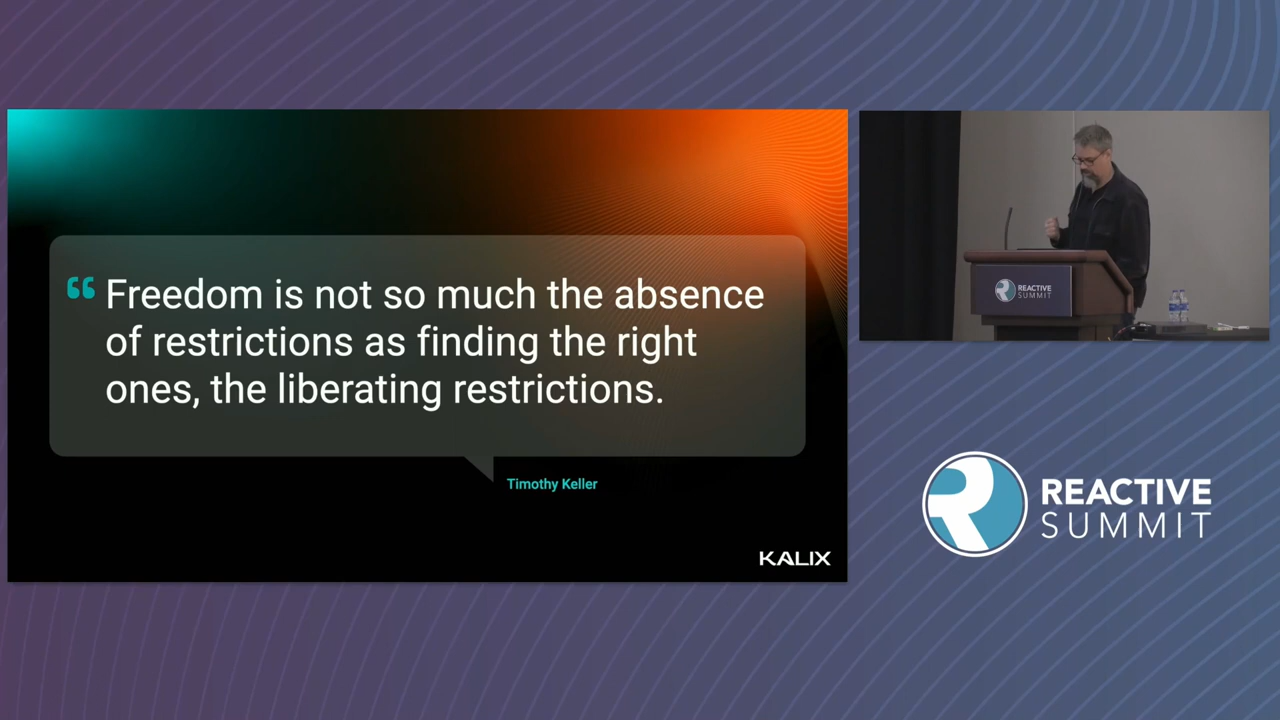 “ Freedom is not so much the absence
of restrictions as finding the right
ones, the liberating restrictions.
Timothy Keller
KALIX
REACTIVE
SUMMIT
REACTIVE
SUMMIT